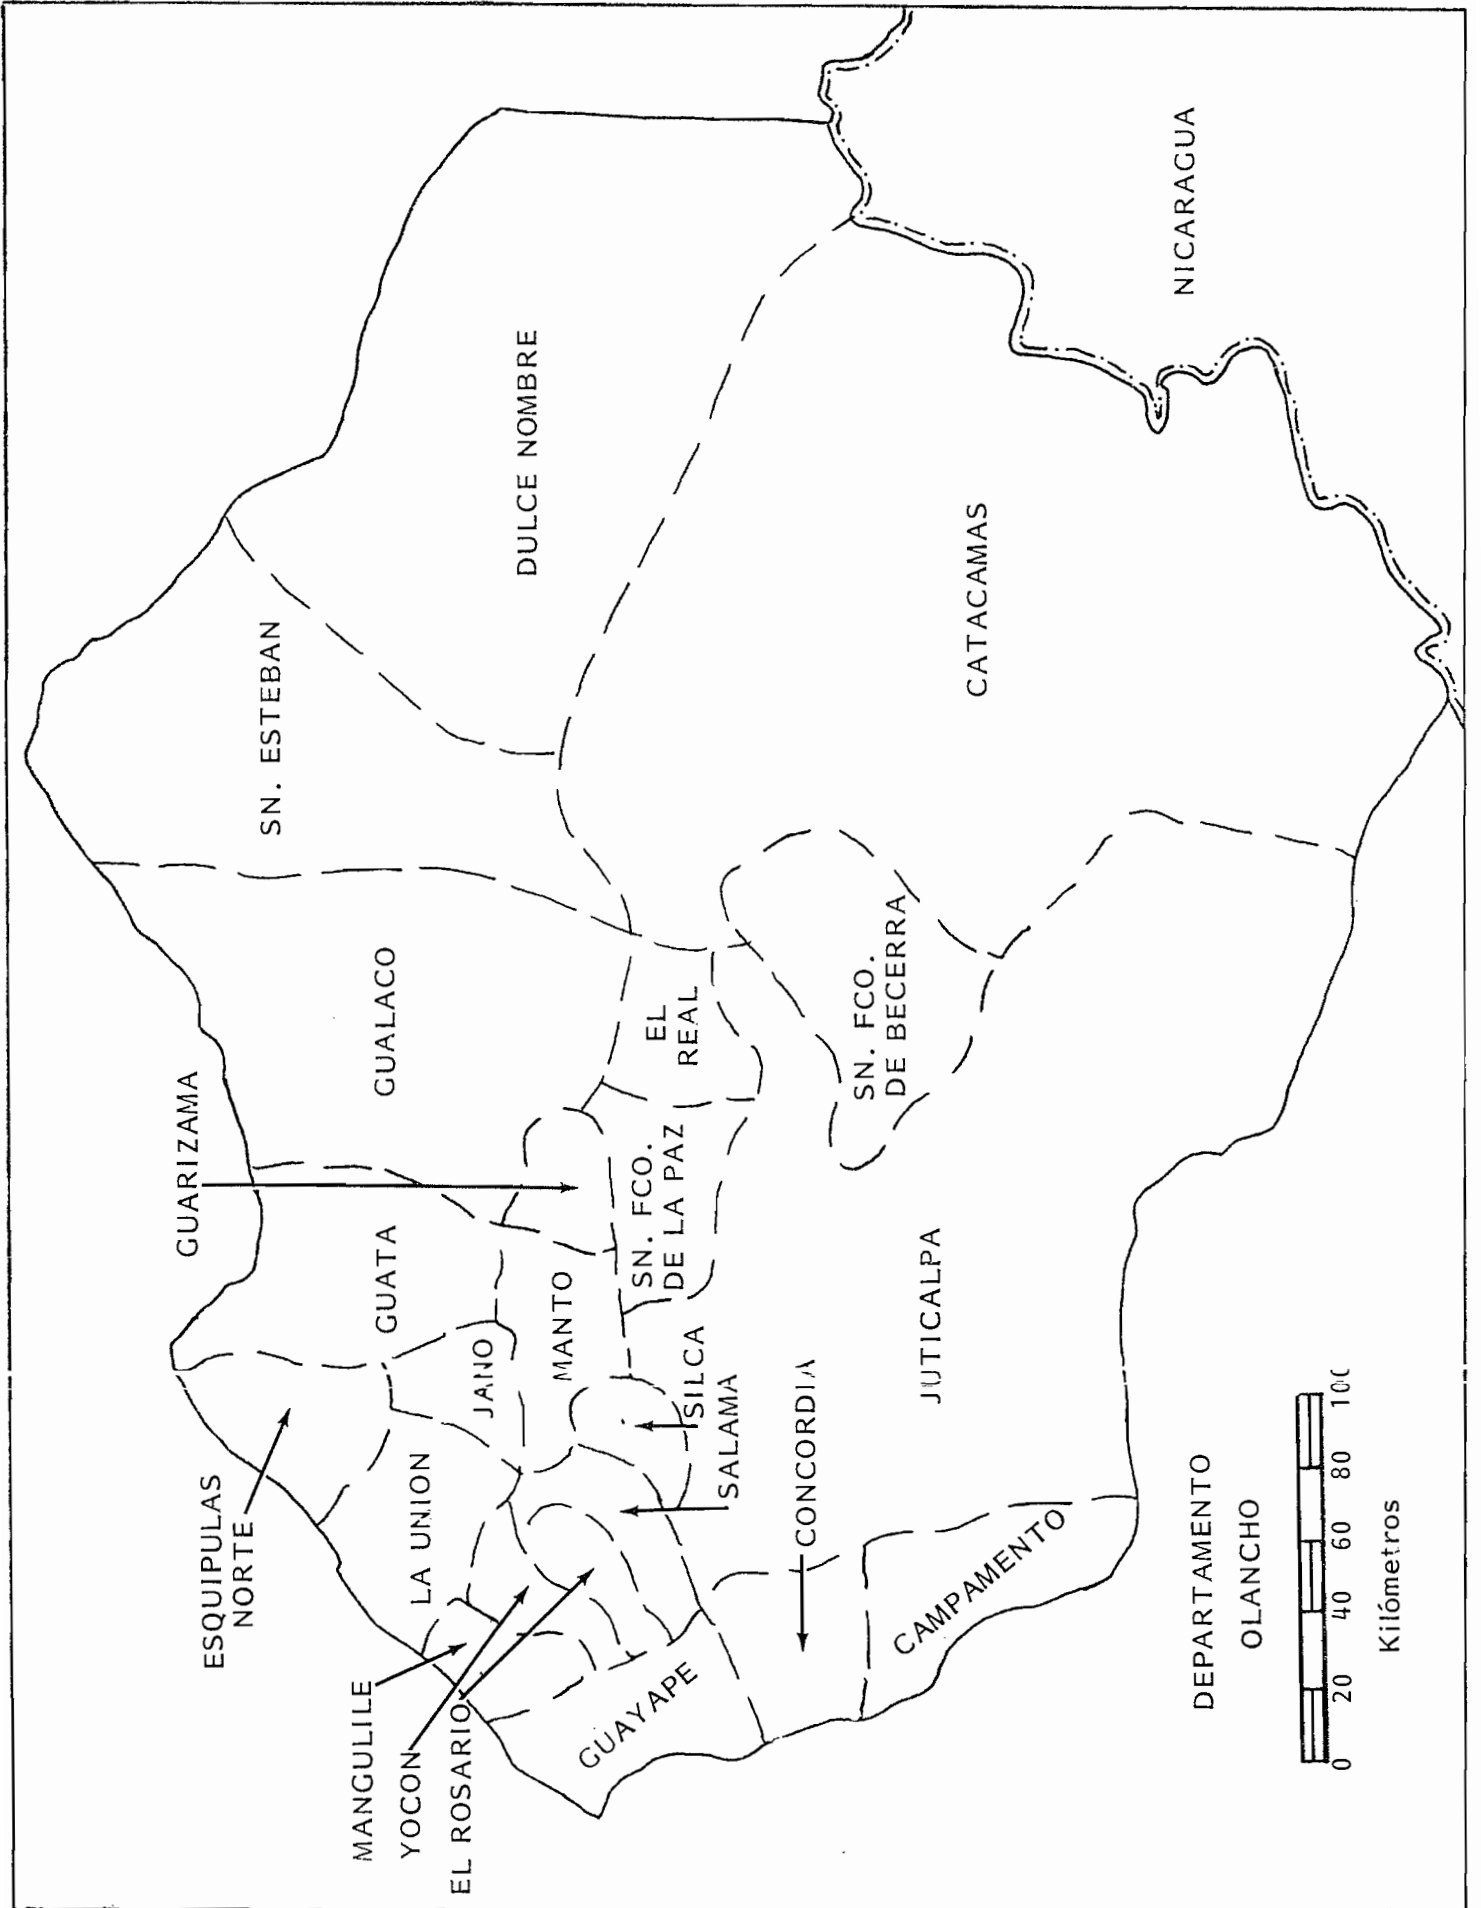 ESQUIPULAS
NORTE
GUARIZAMA
MANGULILE
YOCON
EL ROSARIO
LA UNION
JANO
GUATA
GUALACO
SN. ESTEBAN
DULCE NOMBRE
MANTO
GUAYAPE
SILCA
SALAMA
SN. FCO.
DE LA PAZ
EL
REAL
CONCORDIA
CAMPAMENTO
JUTICALPA
SN. FCO.
DE BECERRA
CATACAMAS
NICARAGUA
DEPARTAMENTO
OLANCHO
0 20 40 60 80 100
Kilómetros